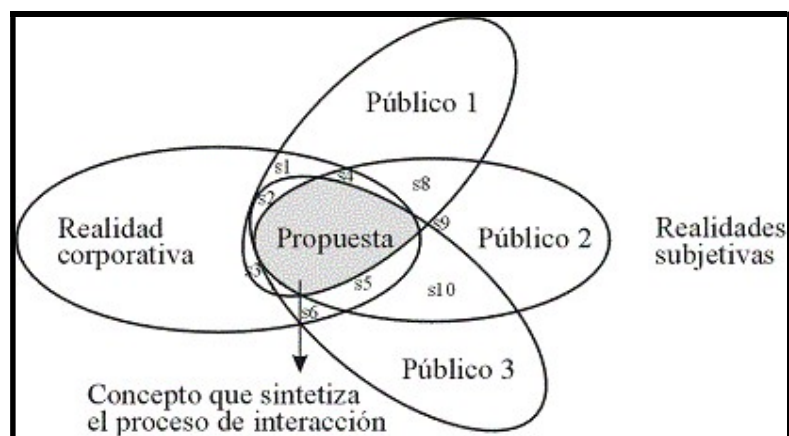 Público 1
s1
s4
s8
s2
s9
Realidad
corporativa
Propuesta
Público 2
Realidades
subjetivas
s3
s5
s10
s6
Público 3
Concepto que sintetiza
el proceso de interacción